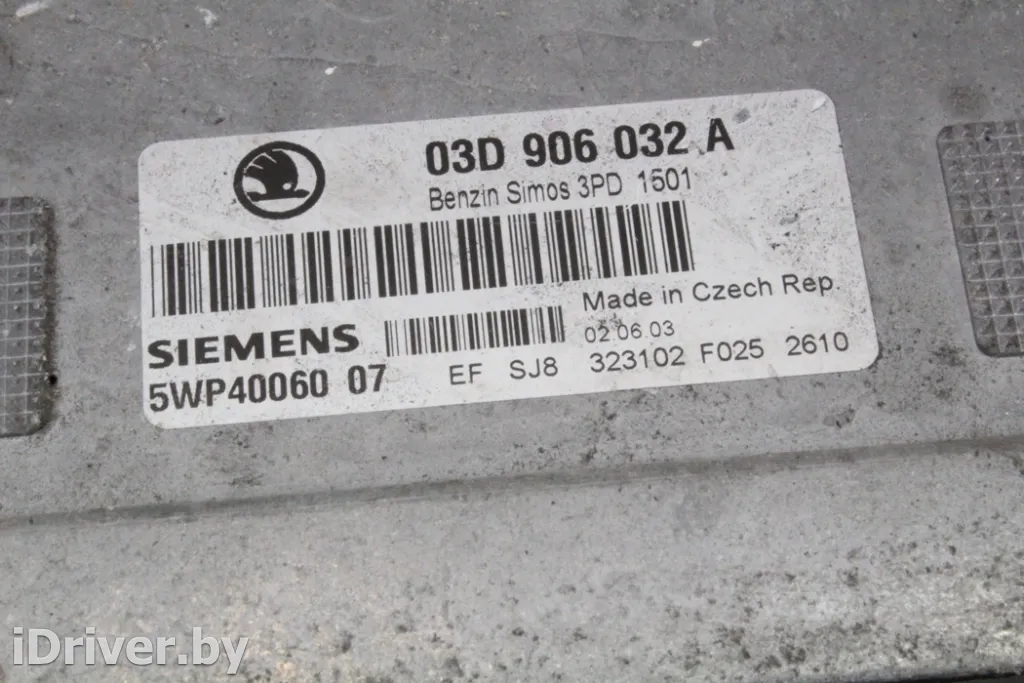 03D 906 032 A
Benzin Simos 3PD 1501
Made in Czech Rep.
SIEMENS
02.06.03
5WP40060 07
EF SJ8 323102 F025 2610
iDriver.by